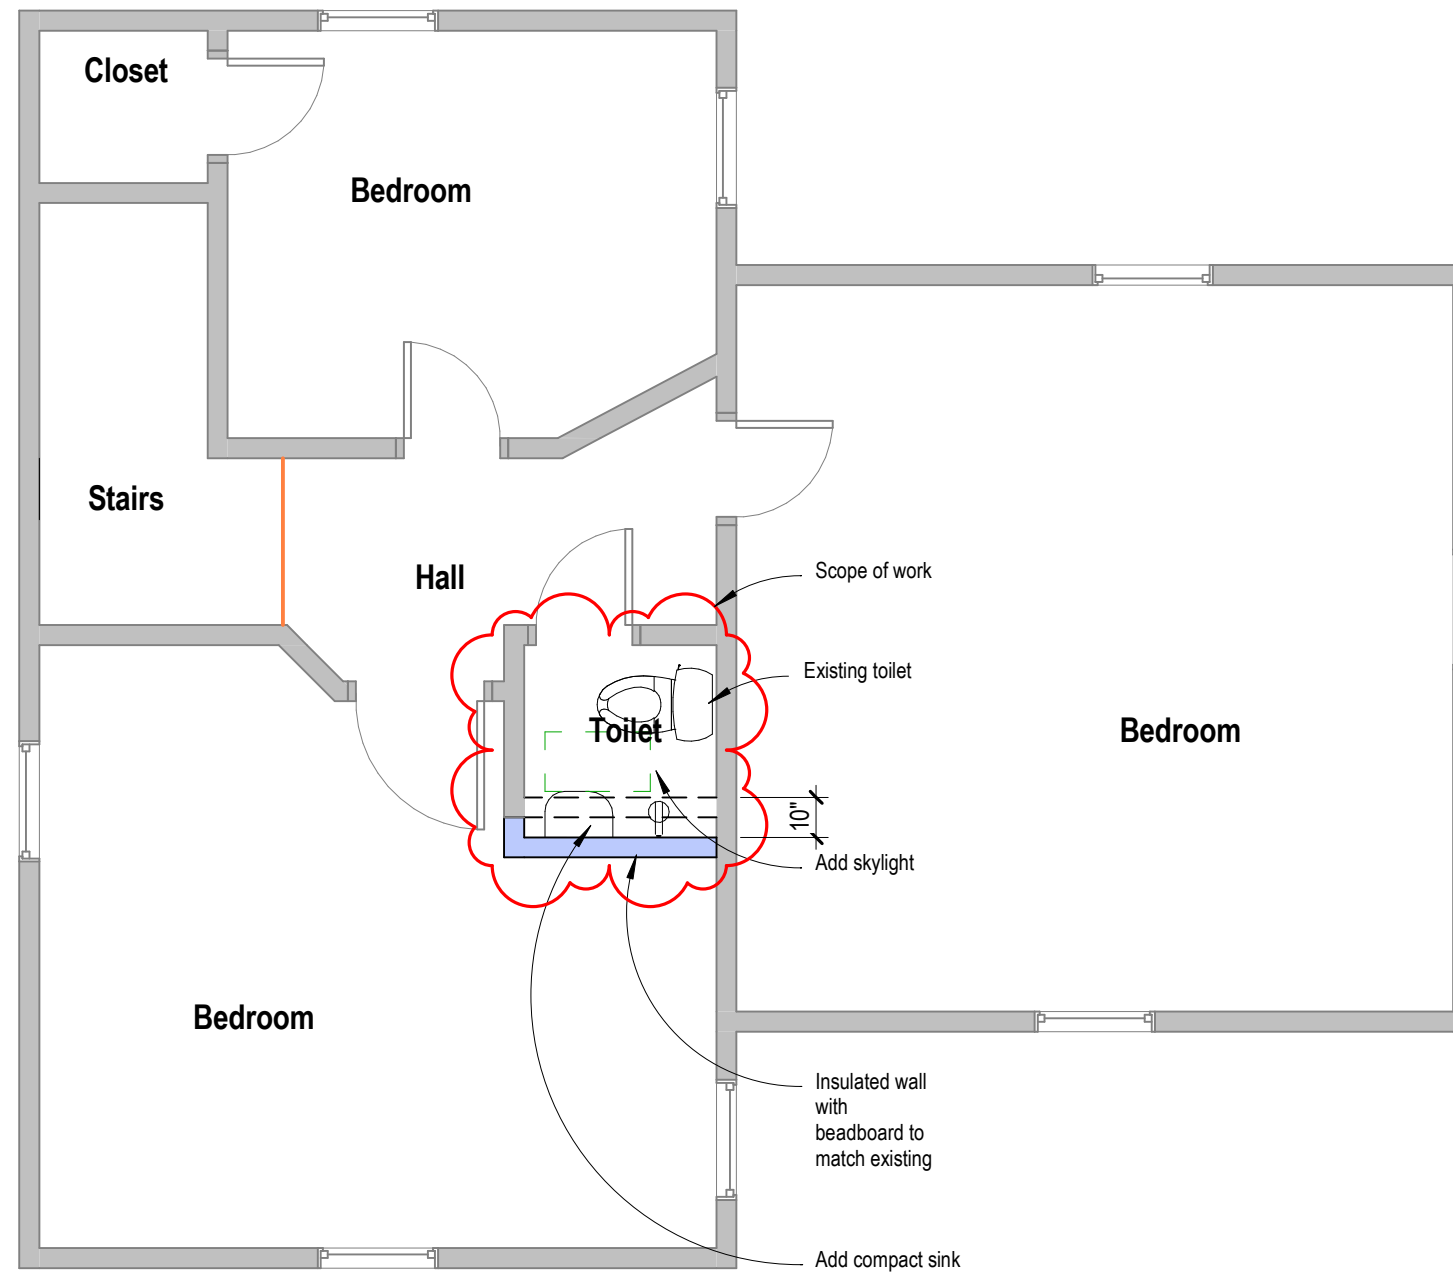 Closet
Bedroom
Stairs
Hall
Scope of work
Existing toilet
Toilet
Bedroom
10"
Add skylight
Bedroom
Insulated wall
with
beadboard to
match existing
Add compact sink